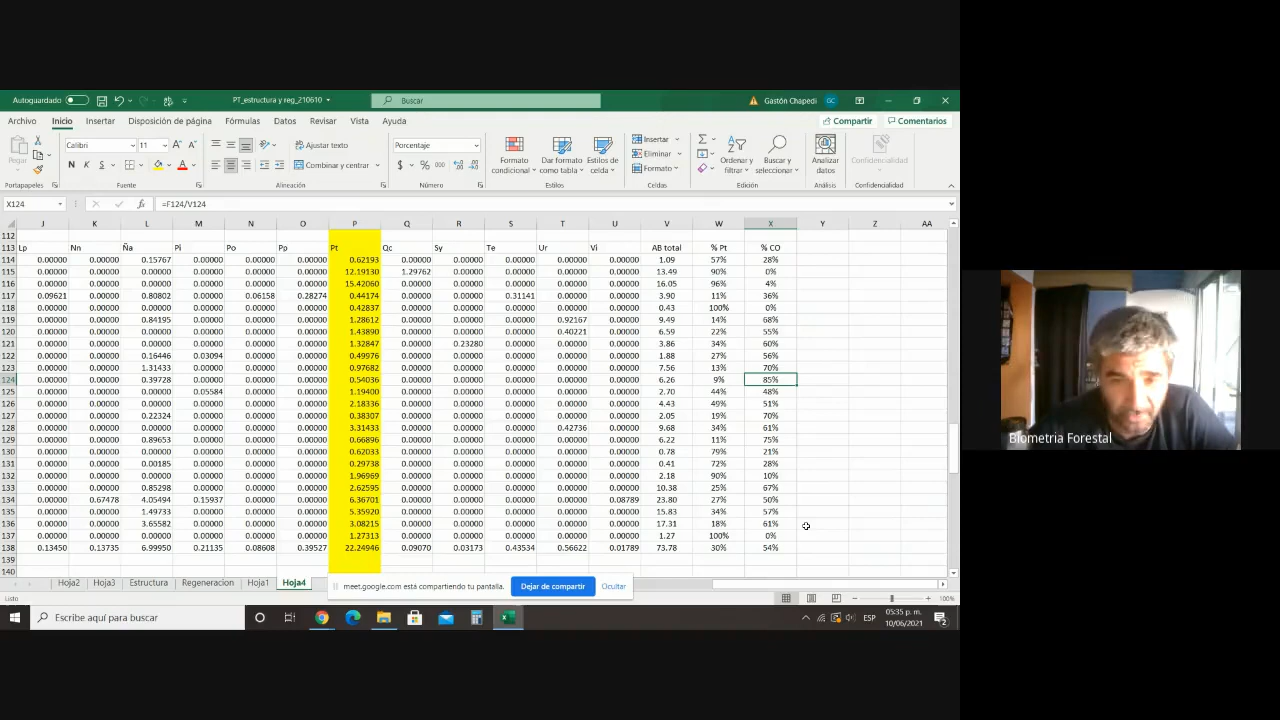 Autoguardado PT_estructura y reg_210610 Buscar Gastón Chapedi GC
Archivo Inicio Insertar Disposición de página Fórmulas Datos Revisar Vista Ayuda Compartir Comentarios
Pegar Calibri 11 A A Ajustar texto Porcentaje Formato condicional Dar formato como tabla Estilos de celda Insertar Ordenar y filtrar Buscar y seleccionar Analizar datos Confidencialidad
N K S A Combinar y centrar $ % 000 Eliminar
Formato
Portapapeles Fuente Alineación Número Estilos Celdas Edición Análisis Confidencialidad
X124 fx =F124/V124
J K L M N O P Q R S T U V W X Y Z AA
112
113 Lp Nn Ña Pi Po Pp Pt Qc Sy Te Ur Vi AB total % Pt % CO
114 0.00000 0.00000 0.15767 0.00000 0.00000 0.00000 0.62193 0.00000 0.00000 0.00000 0.00000 0.00000 1.09 57% 28%
115 0.00000 0.00000 0.00000 0.00000 0.00000 0.00000 12.19130 1.29762 0.00000 0.00000 0.00000 0.00000 13.49 90% 0%
116 0.00000 0.00000 0.00000 0.00000 0.00000 0.00000 15.42060 0.00000 0.00000 0.00000 0.00000 0.00000 16.05 96% 4%
117 0.09621 0.00000 0.80802 0.00000 0.06158 0.28274 0.44174 0.00000 0.00000 0.31141 0.00000 0.00000 3.90 11% 36%
118 0.00000 0.00000 0.00000 0.00000 0.00000 0.00000 0.42837 0.00000 0.00000 0.00000 0.00000 0.00000 0.43 100% 0%
119 0.00000 0.00000 0.84195 0.00000 0.00000 0.00000 1.28612 0.00000 0.00000 0.00000 0.92167 0.00000 9.49 14% 68%
120 0.00000 0.00000 0.00000 0.00000 0.00000 0.00000 1.43890 0.00000 0.00000 0.00000 0.40221 0.00000 6.59 22% 55%
121 0.00000 0.00000 0.00000 0.00000 0.00000 0.00000 1.32847 0.00000 0.23280 0.00000 0.00000 0.00000 3.86 34% 60%
122 0.00000 0.00000 0.16446 0.03094 0.00000 0.00000 0.49976 0.00000 0.00000 0.00000 0.00000 0.00000 1.88 27% 56%
123 0.00000 0.00000 1.31433 0.00000 0.00000 0.00000 0.97682 0.00000 0.00000 0.00000 0.00000 0.00000 7.56 13% 70%
124 0.00000 0.00000 0.39728 0.00000 0.00000 0.00000 0.54036 0.00000 0.00000 0.00000 0.00000 0.00000 6.26 9% 85%
125 0.00000 0.00000 0.00000 0.05584 0.00000 0.00000 1.19400 0.00000 0.00000 0.00000 0.00000 0.00000 2.70 44% 48%
126 0.00000 0.00000 0.00000 0.00000 0.00000 0.00000 2.18336 0.00000 0.00000 0.00000 0.00000 0.00000 4.43 49% 51%
127 0.00000 0.00000 0.22324 0.00000 0.00000 0.00000 0.38307 0.00000 0.00000 0.00000 0.00000 0.00000 2.05 19% 70%
128 0.00000 0.00000 0.00000 0.00000 0.00000 0.00000 3.31433 0.00000 0.00000 0.00000 0.42736 0.00000 9.68 34% 61%
129 0.00000 0.00000 0.89653 0.00000 0.00000 0.00000 0.66896 0.00000 0.00000 0.00000 0.00000 0.00000 6.22 11% 75%
130 0.00000 0.00000 0.00000 0.00000 0.00000 0.00000 0.62033 0.00000 0.00000 0.00000 0.00000 0.00000 0.78 79% 21%
131 0.00000 0.00000 0.00185 0.00000 0.00000 0.00000 0.29738 0.00000 0.00000 0.00000 0.00000 0.00000 0.41 72% 28%
132 0.00000 0.00000 0.00000 0.00000 0.00000 0.00000 1.96969 0.00000 0.00000 0.00000 0.00000 0.00000 2.18 90% 10%
133 0.00000 0.00000 0.85298 0.00000 0.00000 0.00000 2.62595 0.00000 0.00000 0.00000 0.00000 0.00000 10.38 25% 67%
134 0.00000 0.67478 4.05494 0.15937 0.00000 0.00000 6.36701 0.00000 0.00000 0.00000 0.00000 0.08789 23.80 27% 50%
135 0.00000 0.00000 1.49733 0.00000 0.00000 0.00000 5.35920 0.00000 0.00000 0.00000 0.00000 0.00000 15.83 34% 57%
136 0.00000 0.00000 3.65582 0.00000 0.00000 0.00000 3.08215 0.00000 0.00000 0.00000 0.00000 0.00000 17.31 18% 61%
137 0.00000 0.00000 0.00000 0.00000 0.00000 0.00000 1.27313 0.00000 0.00000 0.00000 0.00000 0.00000 1.27 100% 0%
138 0.13450 0.13735 6.99950 0.21135 0.08608 0.39527 22.24946 0.09070 0.03173 0.43534 0.56622 0.01789 73.78 30% 54%
139
140
Hoja2 Hoja3 Estructura Regeneracion Hoja1 Hoja4
meet.google.com está compartiendo tu pantalla. Dejar de compartir Ocultar
Listo 100%
Escribe aquí para buscar ESP 05:35 p. m.
10/06/2021 2
Biometria Forestal